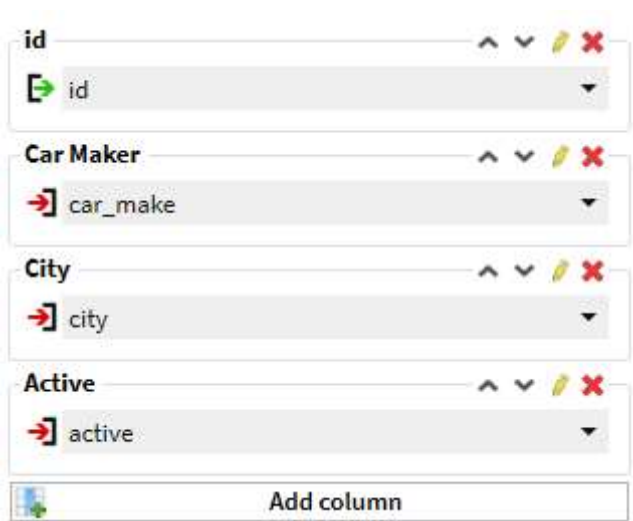 id
id
Car Maker
car_make
City
city
Active
active
Add column